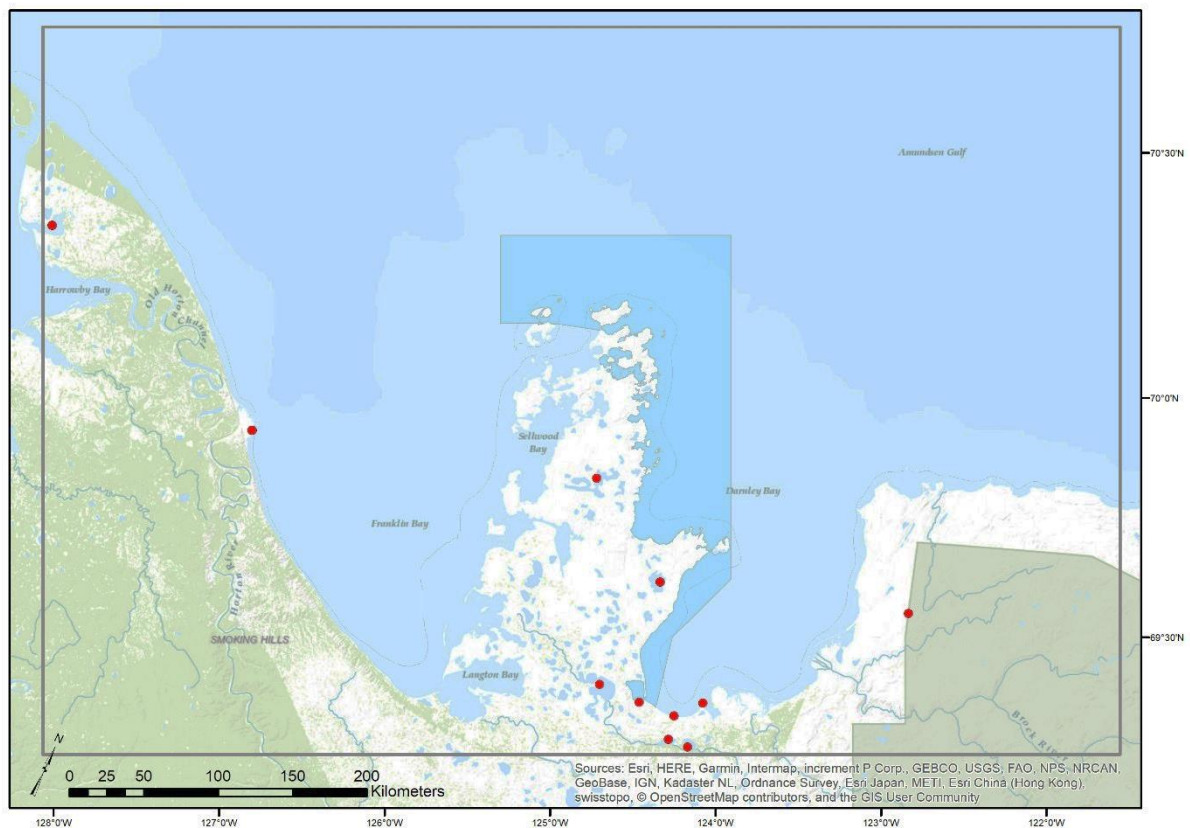 Amundsen Gulf
70°30'N
Harrowby Bay
Old Horton Channel
70°0'N
Sellwood
Bay
Darnley Bay
Franklin Bay
Horton River
SMOKING HILLS
69°30'N
Langton Bay
Brock River
N
0 25 50 100 150 200
Kilometers
Sources: Esri, HERE, Garmin, Intermap, increment P Corp., GEBCO, USGS, FAO, NPS, NRCAN,
GeoBase, IGN, Kadaster NL, Ordnance Survey, Esri Japan, METI, Esri China (Hong Kong),
swisstopo, © OpenStreetMap contributors, and the GIS User Community
128°0'W 127°0'W 126°0'W 125°0'W 124°0'W 123°0'W 122°0'W